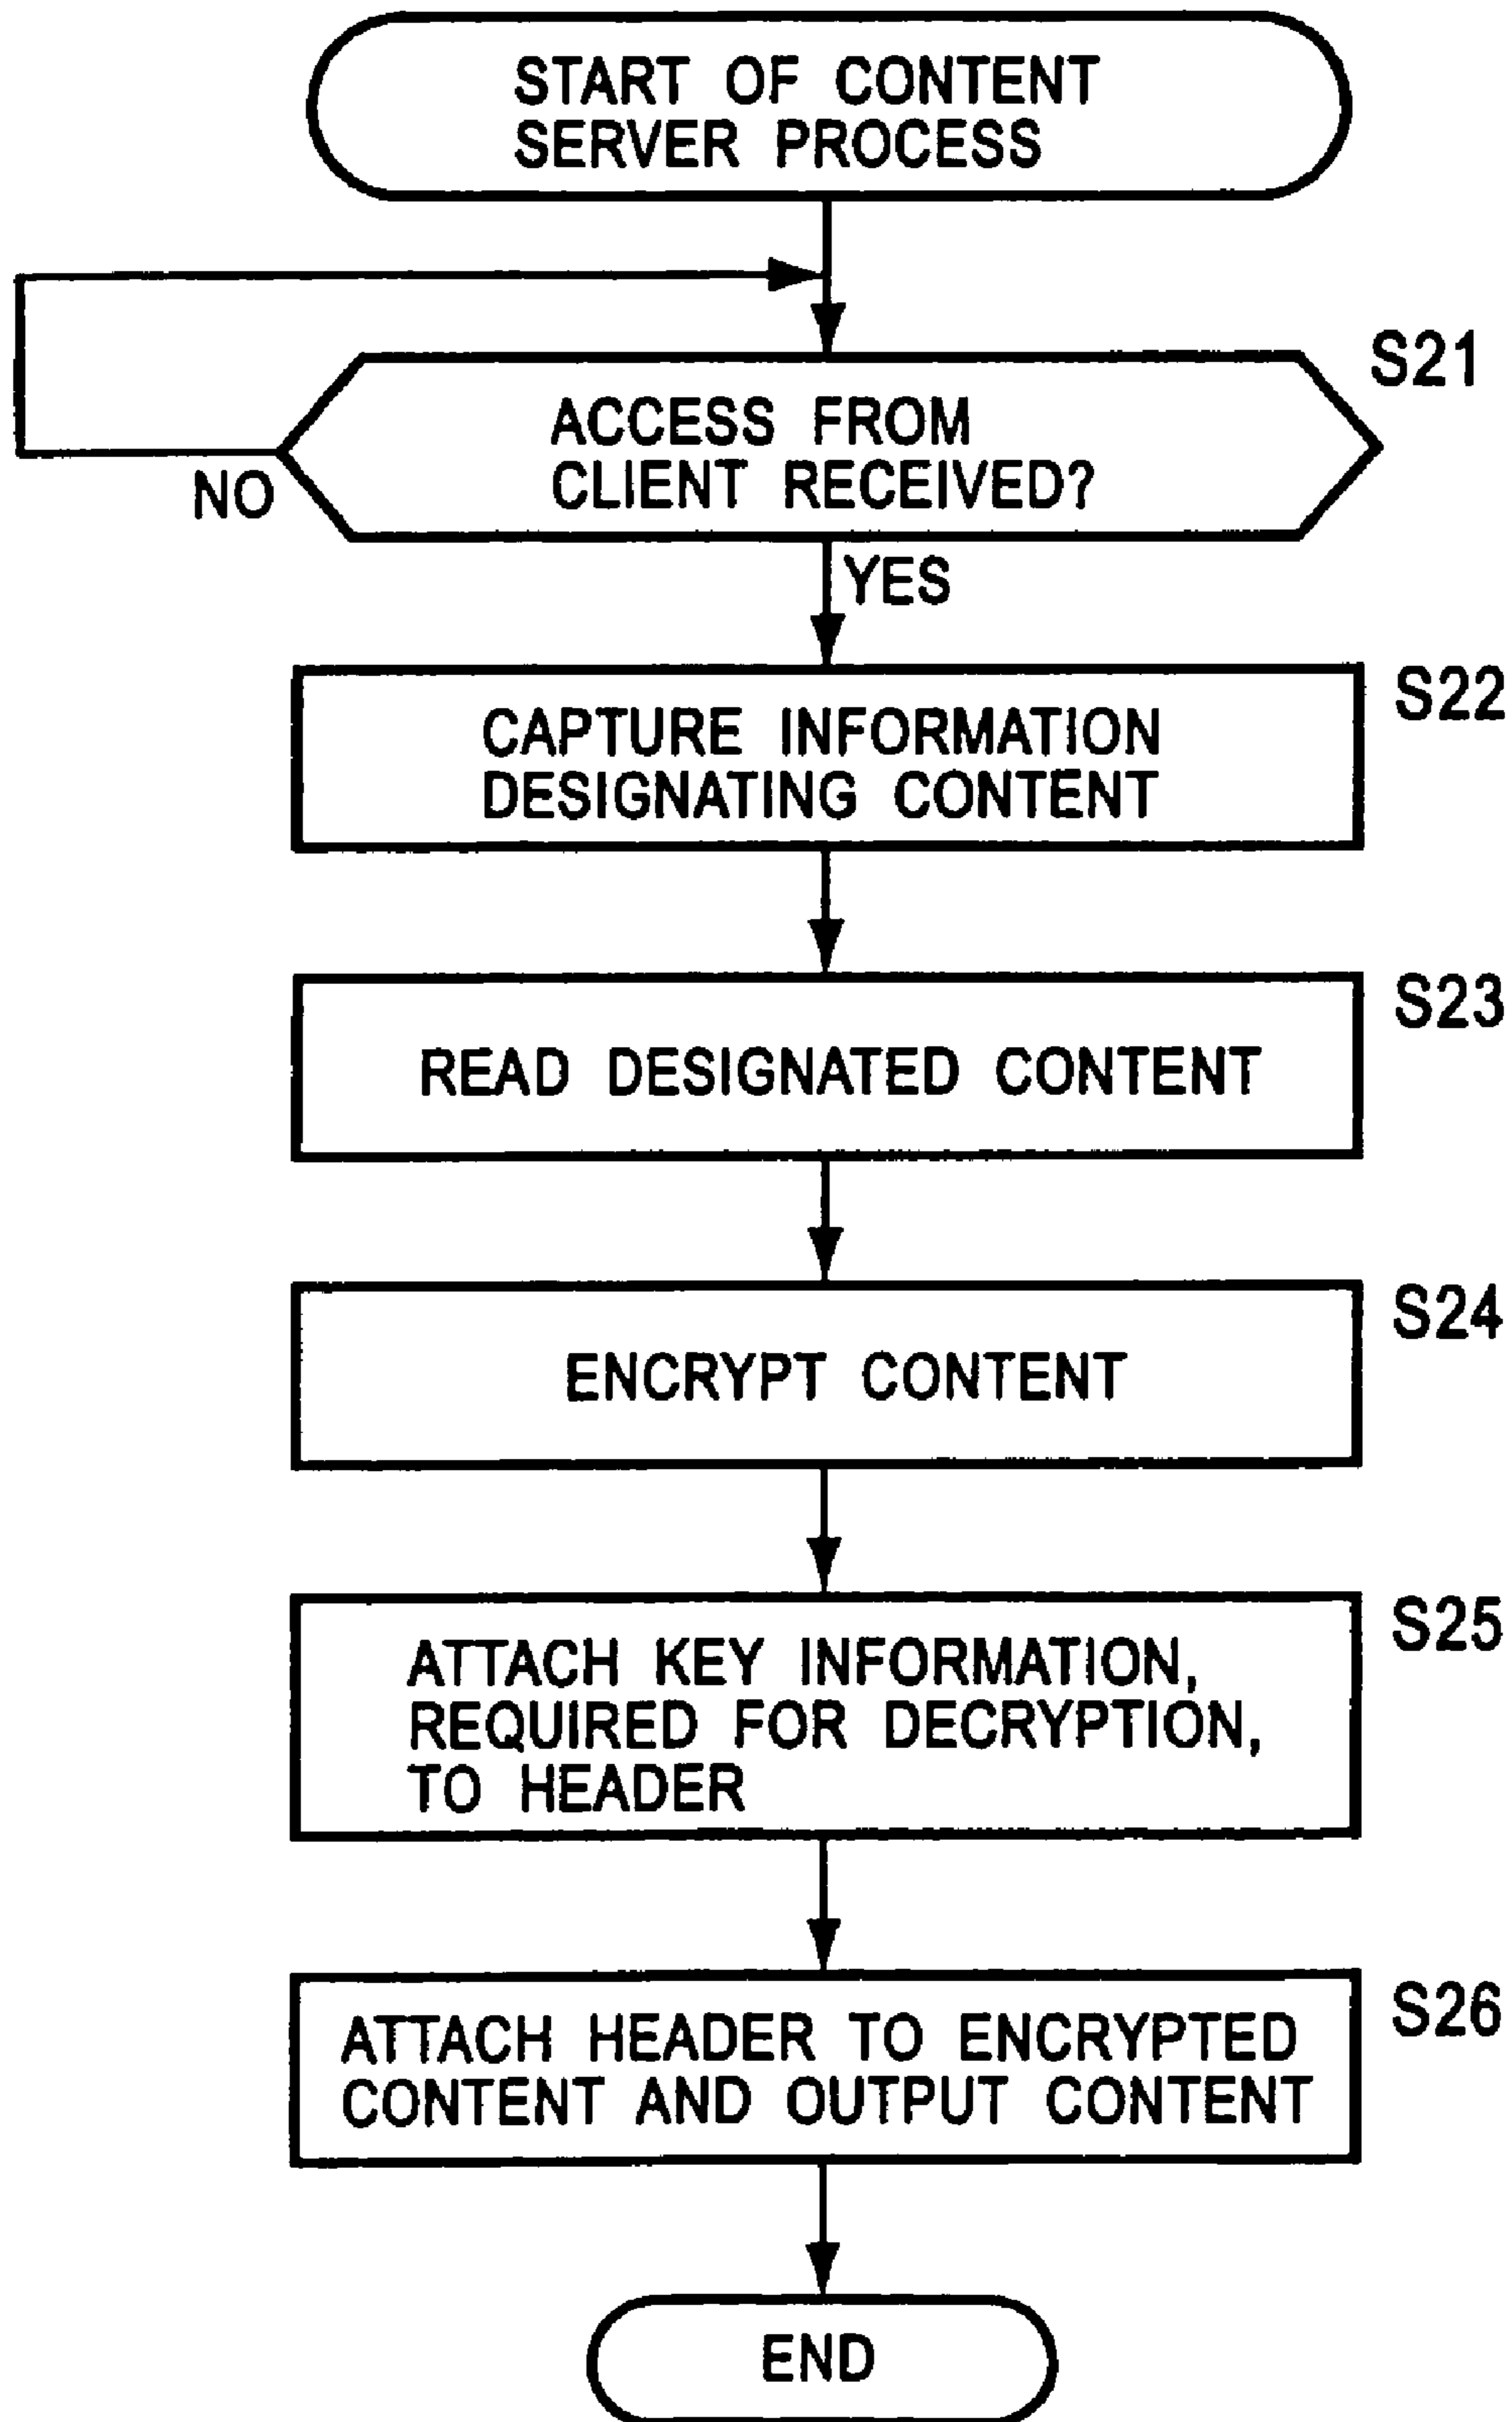 START OF CONTENT
SERVER PROCESS
S21
ACCESS FROM
CLIENT RECEIVED?
NO
YES
S22
CAPTURE INFORMATION
DESIGNATING CONTENT
S23
READ DESIGNATED CONTENT
S24
ENCRYPT CONTENT
S25
ATTACH KEY INFORMATION,
REQUIRED FOR DECRYPTION,
TO HEADER
S26
ATTACH HEADER TO ENCRYPTED
CONTENT AND OUTPUT CONTENT
END